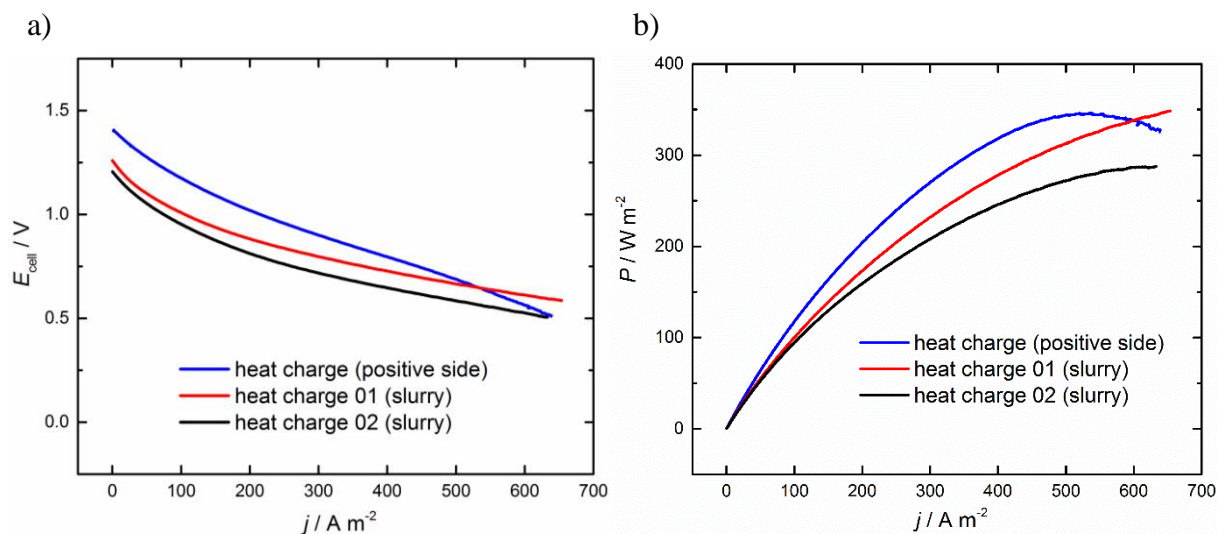 a)
E_cell / V
1.5
1.0
0.5
0.0
heat charge (positive side)
heat charge 01 (slurry)
heat charge 02 (slurry)
0 100 200 300 400 500 600 700
j / A m⁻²
b)
P / W m⁻²
400
300
200
100
0
heat charge (positive side)
heat charge 01 (slurry)
heat charge 02 (slurry)
0 100 200 300 400 500 600 700
j / A m⁻²